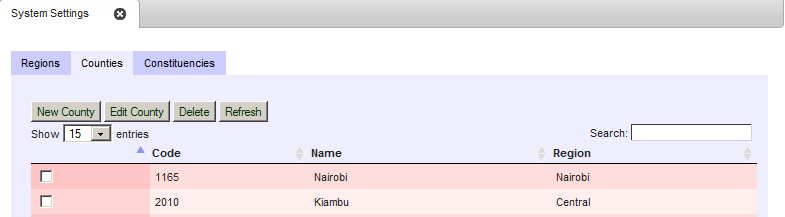 System Settings
Regions Counties Constituencies
New County Edit County Delete Refresh
Show 15 entries Search:
Code Name Region
1165 Nairobi Nairobi
2010 Kiambu Central